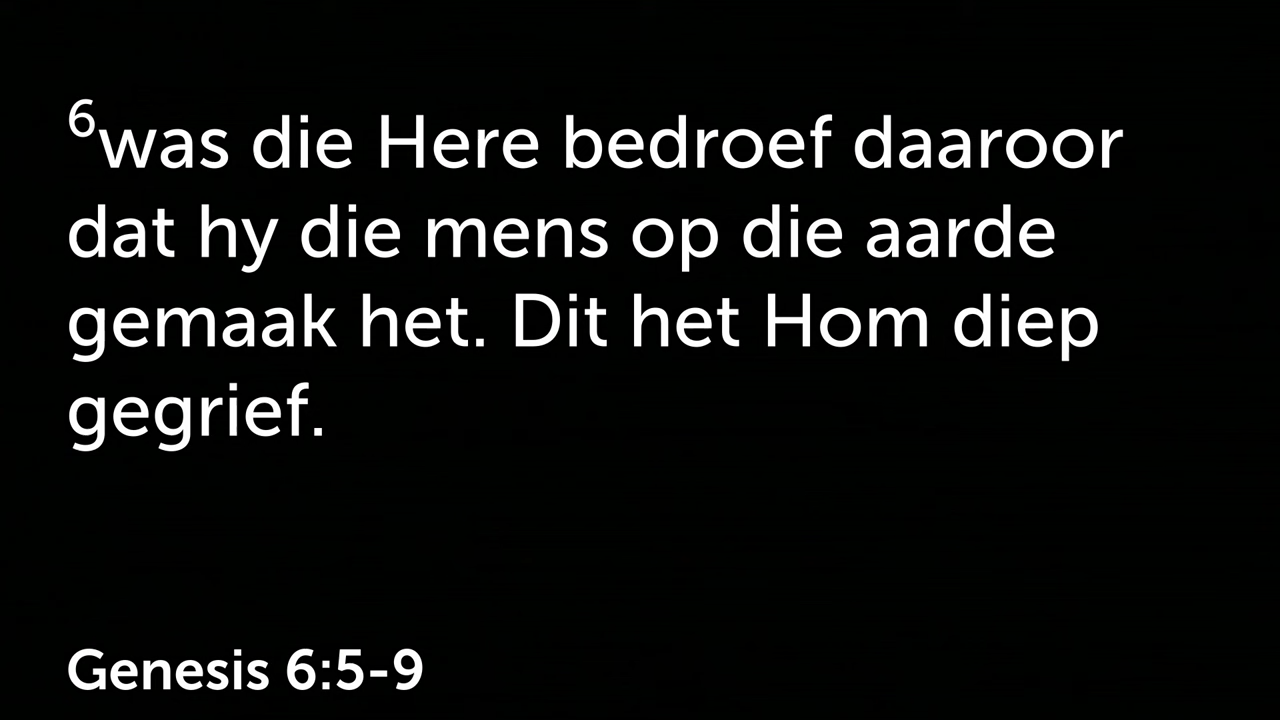 ⁶was die Here bedroef daaroor
dat hy die mens op die aarde
gemaak het. Dit het Hom diep
gegrief.
Genesis 6:5-9